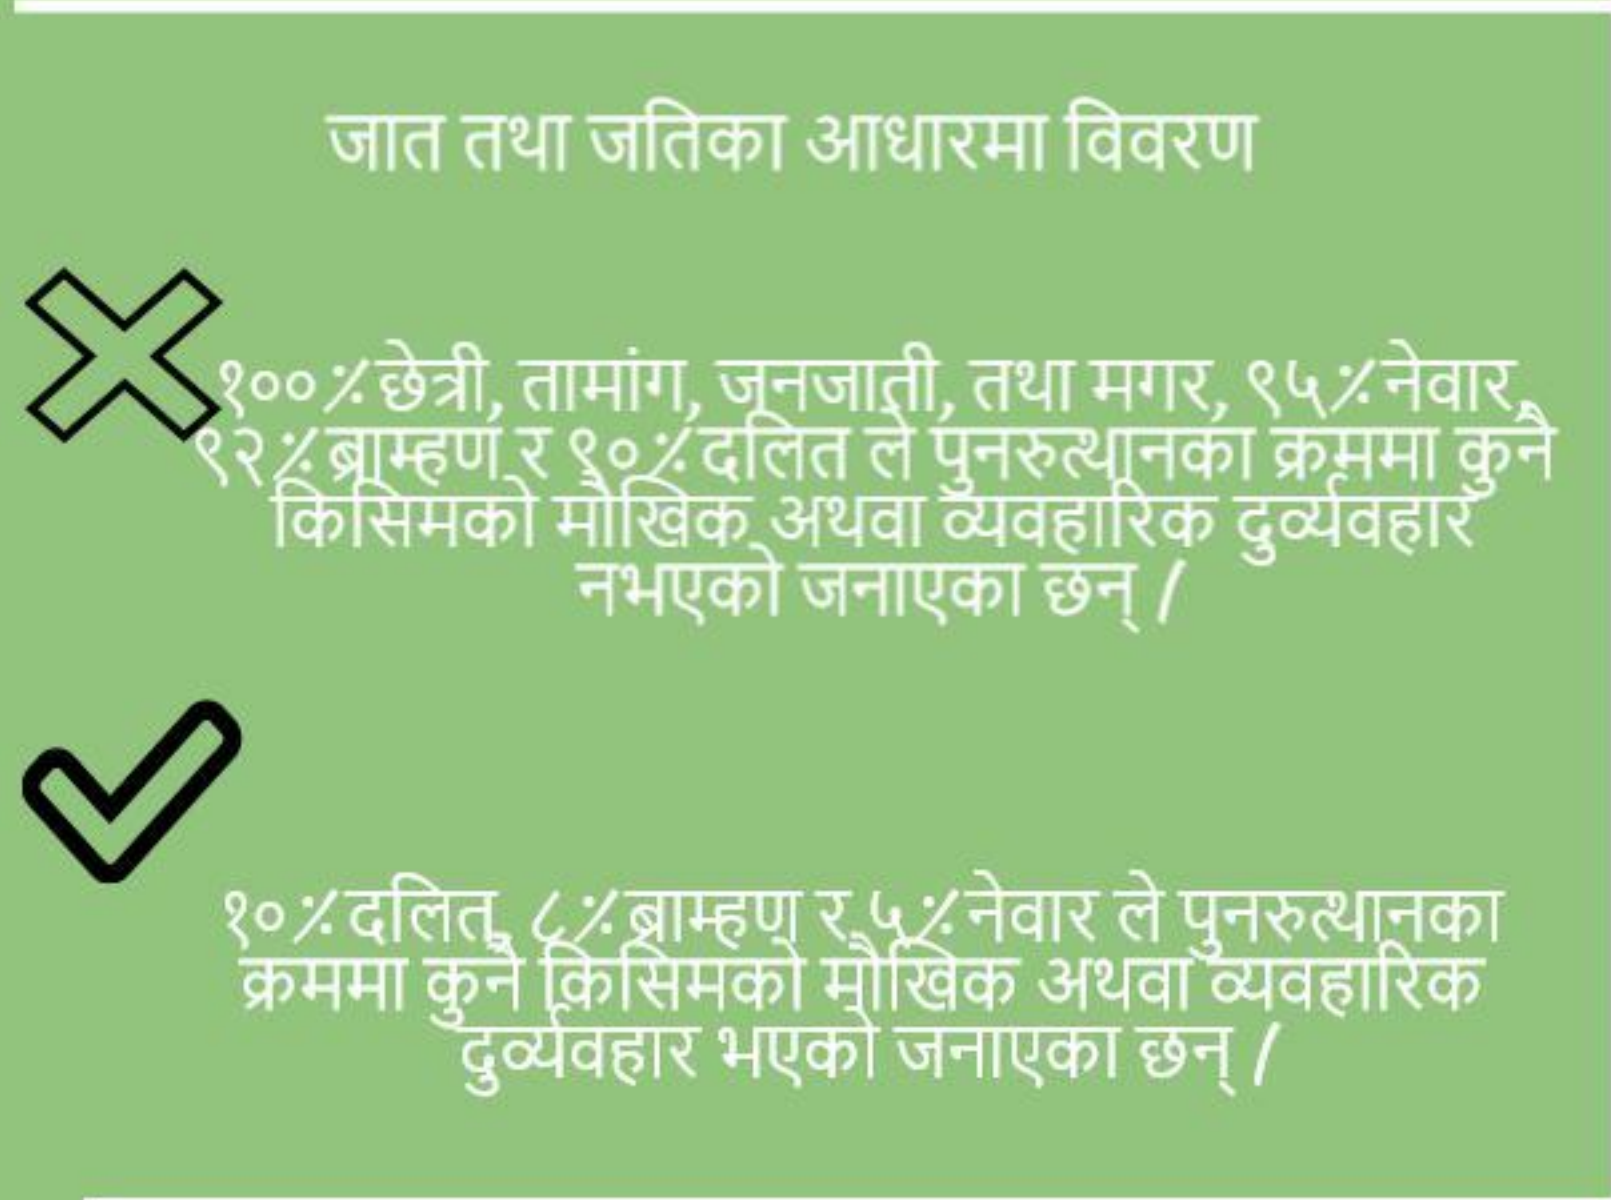 जात तथा जतिका आधारमा विवरण
१००٪छेत्री, तामांग, जनजाती, तथा मगर, ९५٪नेवार,
९२٪ब्राम्हण र ९०٪दलित ले पुनरुत्थानका क्रममा कुनै
किसिमको मौखिक अथवा व्यवहारिक दुर्व्यवहार
नभएको जनाएका छन् /
१०٪दलित, ८٪ब्राम्हण र ५٪नेवार ले पुनरुत्थानका
क्रममा कुनै किसिमको मौखिक अथवा व्यवहारिक
दुर्व्यवहार भएको जनाएका छन् /